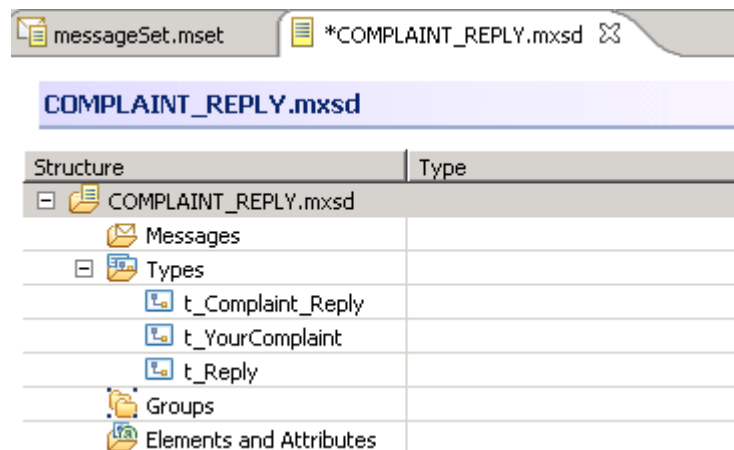 messageSet.mset *COMPLAINT_REPLY.mxsd
COMPLAINT_REPLY.mxsd
Structure Type
COMPLAINT_REPLY.mxsd
Messages
Types
t_Complaint_Reply
t_YourComplaint
t_Reply
Groups
Elements and Attributes